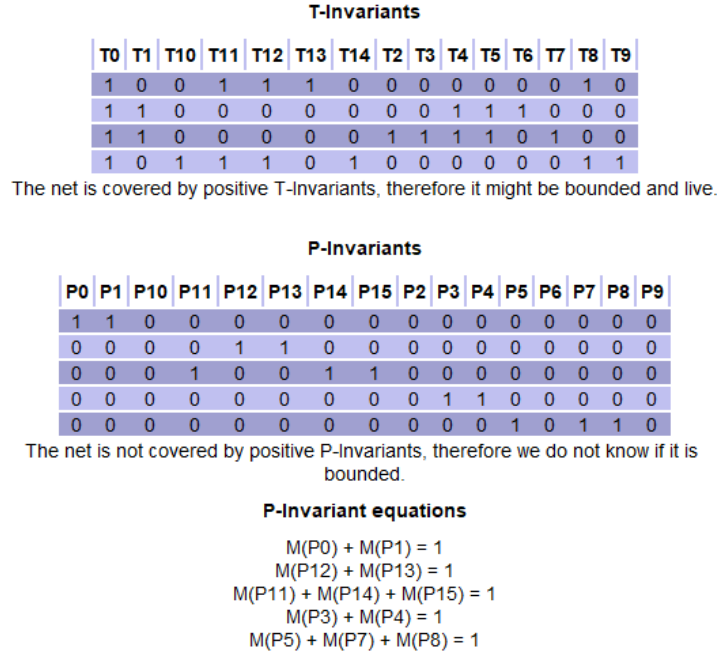 T-Invariants
T0 T1 T10 T11 T12 T13 T14 T2 T3 T4 T5 T6 T7 T8 T9
1 0 0 1 1 1 0 0 0 0 0 0 0 1 0
1 1 0 0 0 0 0 0 0 1 1 1 0 0 0
1 1 0 0 0 0 0 1 1 1 1 0 1 0 0
1 0 1 1 1 0 1 0 0 0 0 0 0 1 1
The net is covered by positive T-Invariants, therefore it might be bounded and live.
P-Invariants
P0 P1 P10 P11 P12 P13 P14 P15 P2 P3 P4 P5 P6 P7 P8 P9
1 1 0 0 0 0 0 0 0 0 0 0 0 0 0 0
0 0 0 0 1 1 0 0 0 0 0 0 0 0 0 0
0 0 0 1 0 0 1 1 0 0 0 0 0 0 0 0
0 0 0 0 0 0 0 0 0 1 1 0 0 0 0 0
0 0 0 0 0 0 0 0 0 0 0 1 0 1 1 0
The net is not covered by positive P-Invariants, therefore we do not know if it is
bounded.
P-Invariant equations
M(P0) + M(P1) = 1
M(P12) + M(P13) = 1
M(P11) + M(P14) + M(P15) = 1
M(P3) + M(P4) = 1
M(P5) + M(P7) + M(P8) = 1